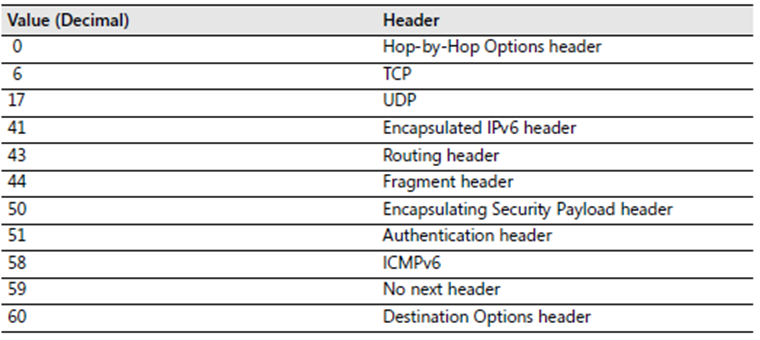 Value (Decimal) Header
0 Hop-by-Hop Options header
6 TCP
17 UDP
41 Encapsulated IPv6 header
43 Routing header
44 Fragment header
50 Encapsulating Security Payload header
51 Authentication header
58 ICMPv6
59 No next header
60 Destination Options header